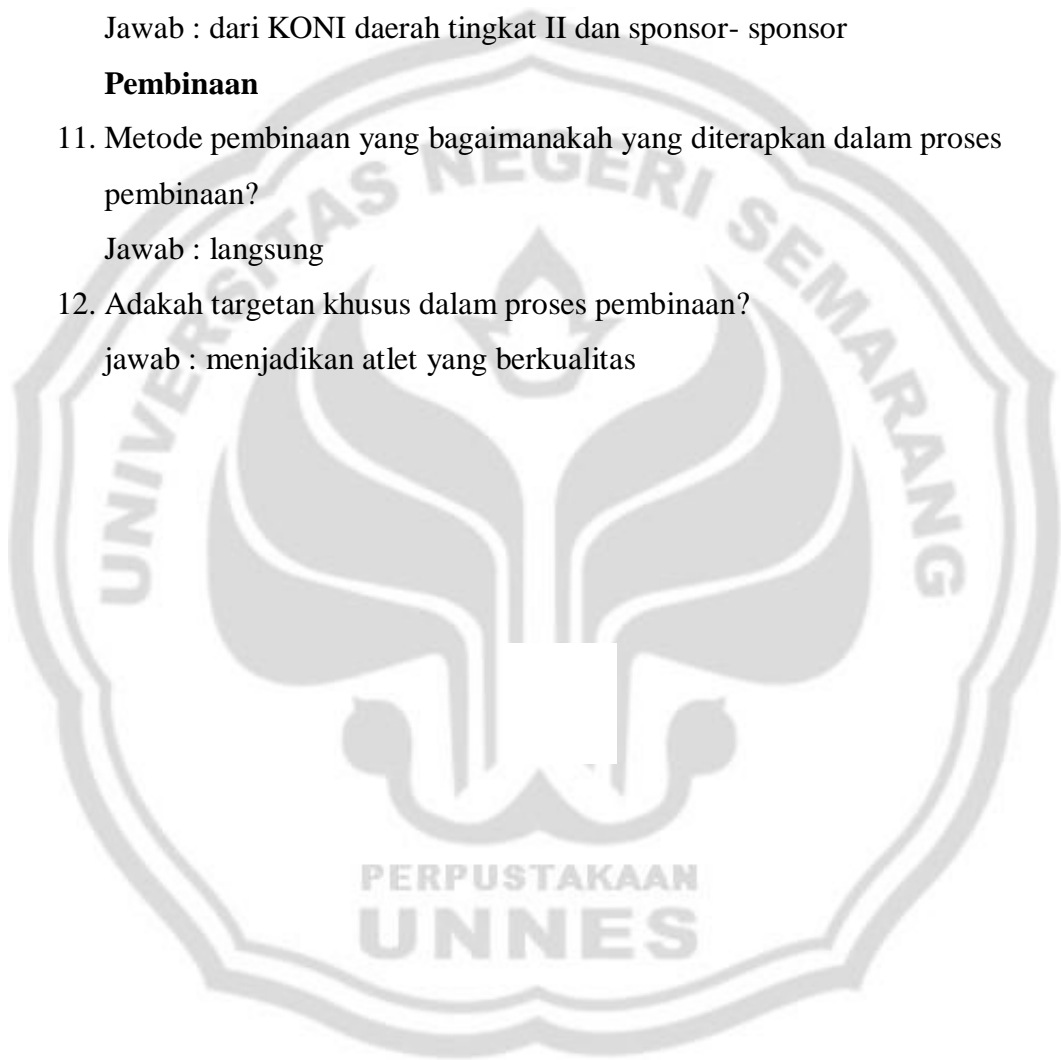 Jawab : dari KONI daerah tingkat II dan sponsor- sponsor
Pembinaan
11. Metode pembinaan yang bagaimanakah yang diterapkan dalam proses
pembinaan?
Jawab : langsung
12. Adakah targetan khusus dalam proses pembinaan?
jawab : menjadikan atlet yang berkualitas
UNIVERSITAS NEGERI SEMARANG
PERPUSTAKAAN
UNNES